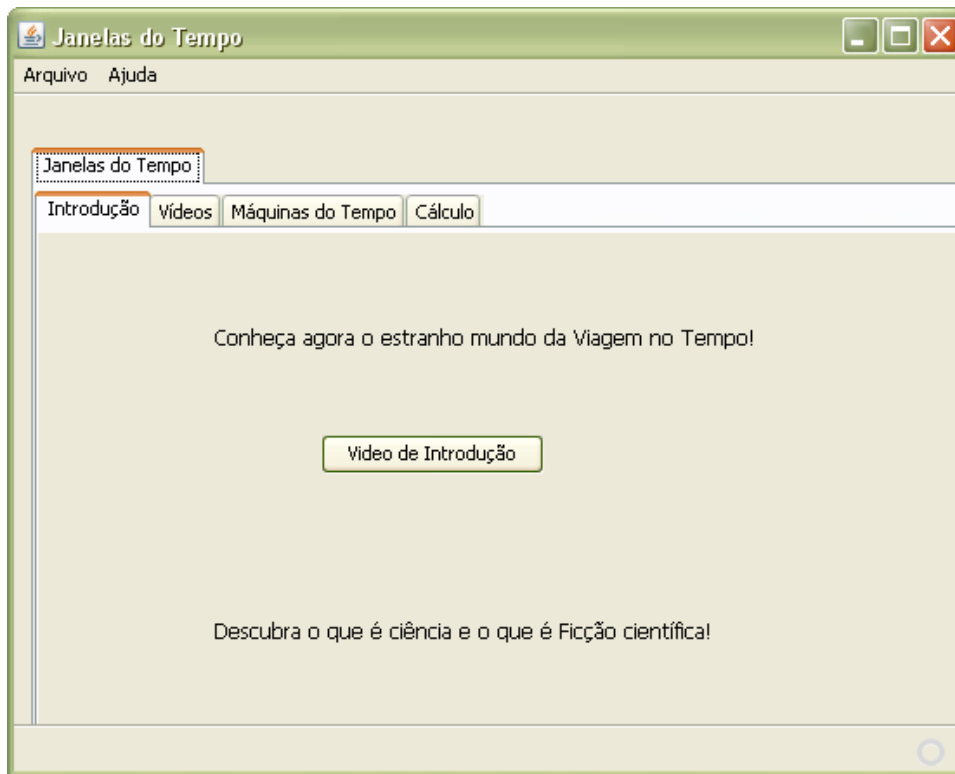 Janelas do Tempo
Arquivo Ajuda
Janelas do Tempo
Introdução Vídeos Máquinas do Tempo Cálculo
Conheça agora o estranho mundo da Viagem no Tempo!
Video de Introdução
Descubra o que é ciência e o que é Ficção científica!